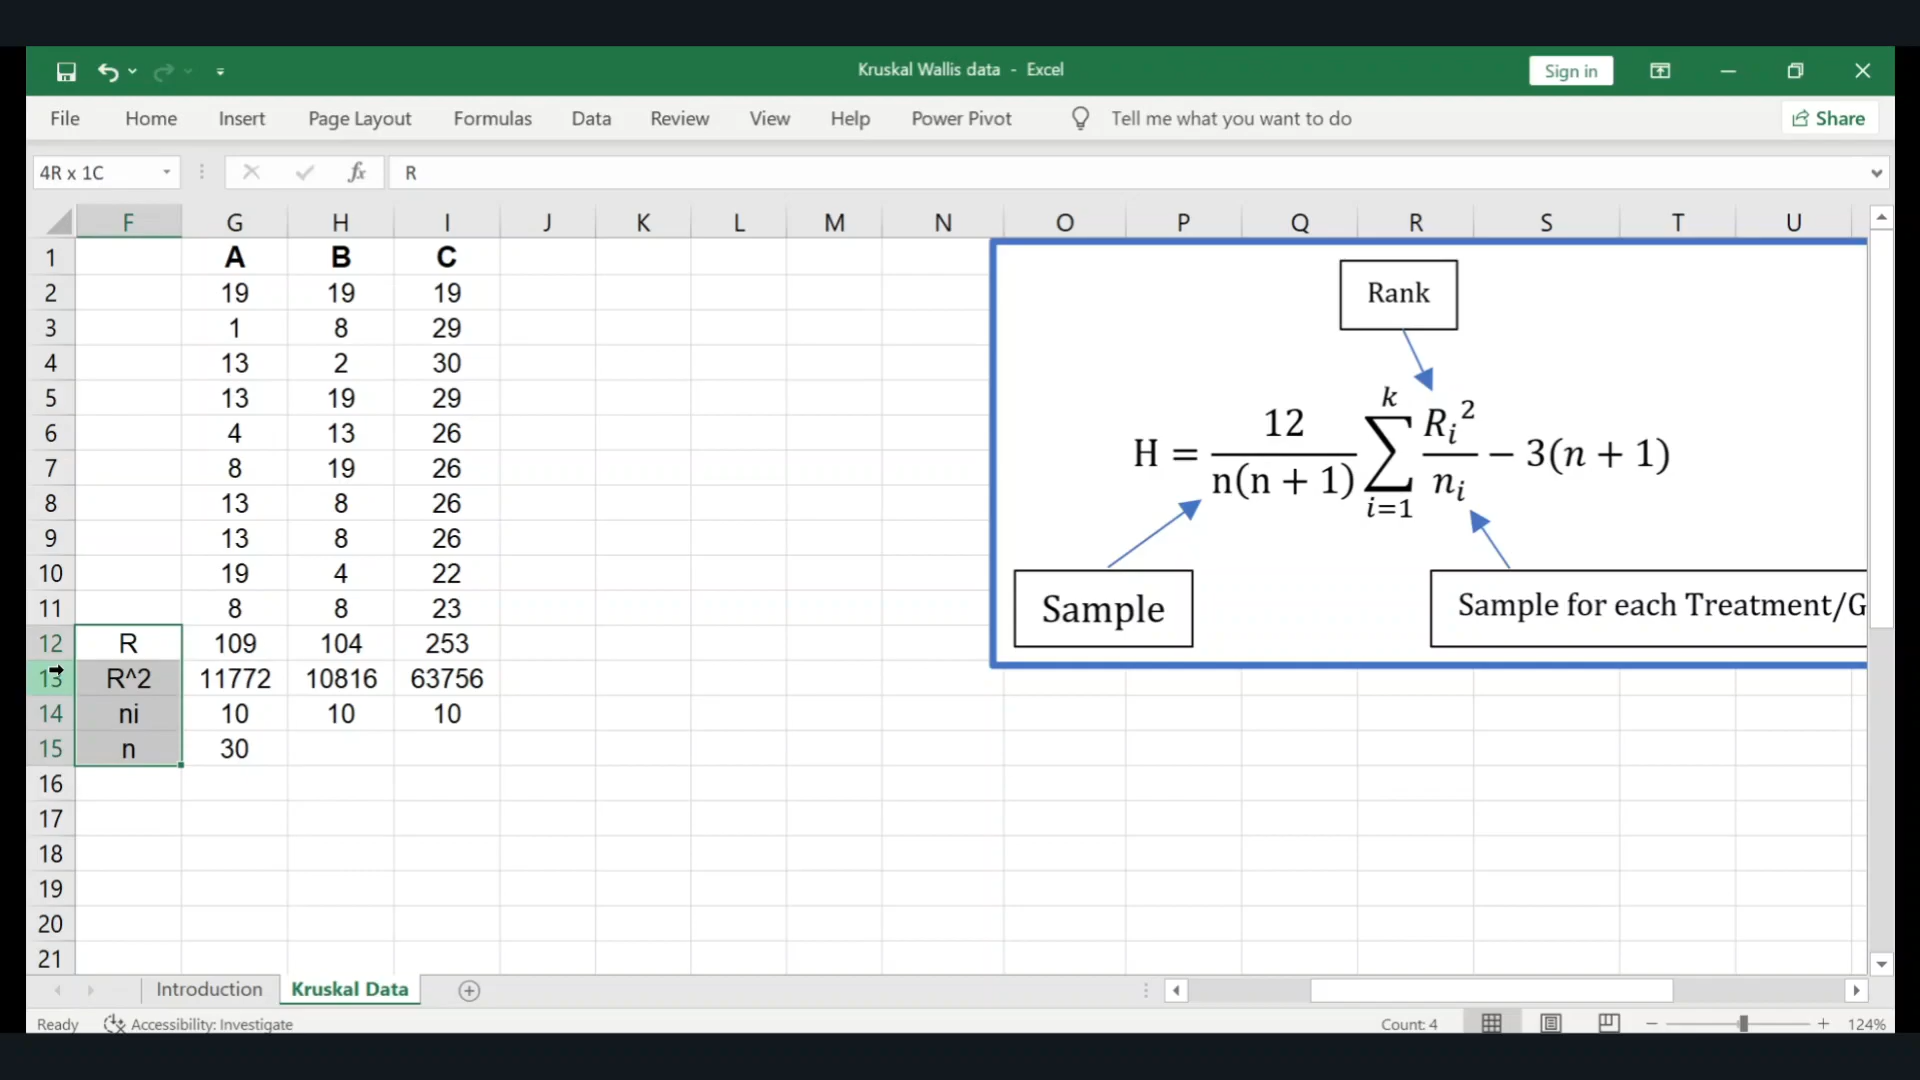 Kruskal Wallis data - Excel
Sign in
File Home Insert Page Layout Formulas Data Review View Help Power Pivot Tell me what you want to do Share
4R x 1C fx R
F G H I J K L M N O P Q R S T U
1 A B C
2 19 19 19
3 1 8 29
4 13 2 30
5 13 19 29
6 4 13 26
7 8 19 26
8 13 8 26
9 13 8 26
10 19 4 22
11 8 8 23
12 R 109 104 253
13 R^2 11772 10816 63756
14 ni 10 10 10
15 n 30
16
17
18
19
20
21
Rank
H = 12 / n(n + 1) ∑ i=1 k Ri² / ni − 3(n + 1)
Sample
Sample for each Treatment/G
Introduction Kruskal Data
Ready Accessibility: Investigate Count: 4 124%